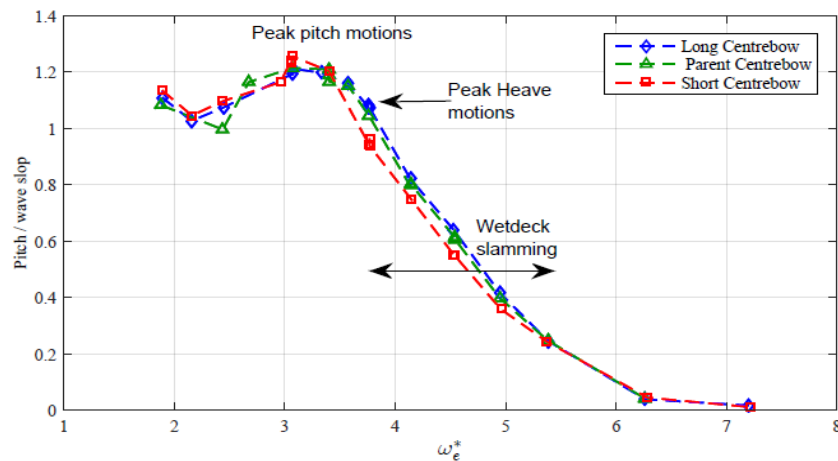 Peak pitch motions
Long Centrebow
Parent Centrebow
Short Centrebow
Peak Heave
motions
Wetdeck
slamming
Pitch / wave slop
1.4
1.2
1
0.8
0.6
0.4
0.2
0
1 2 3 4 5 6 7 8
ω*e